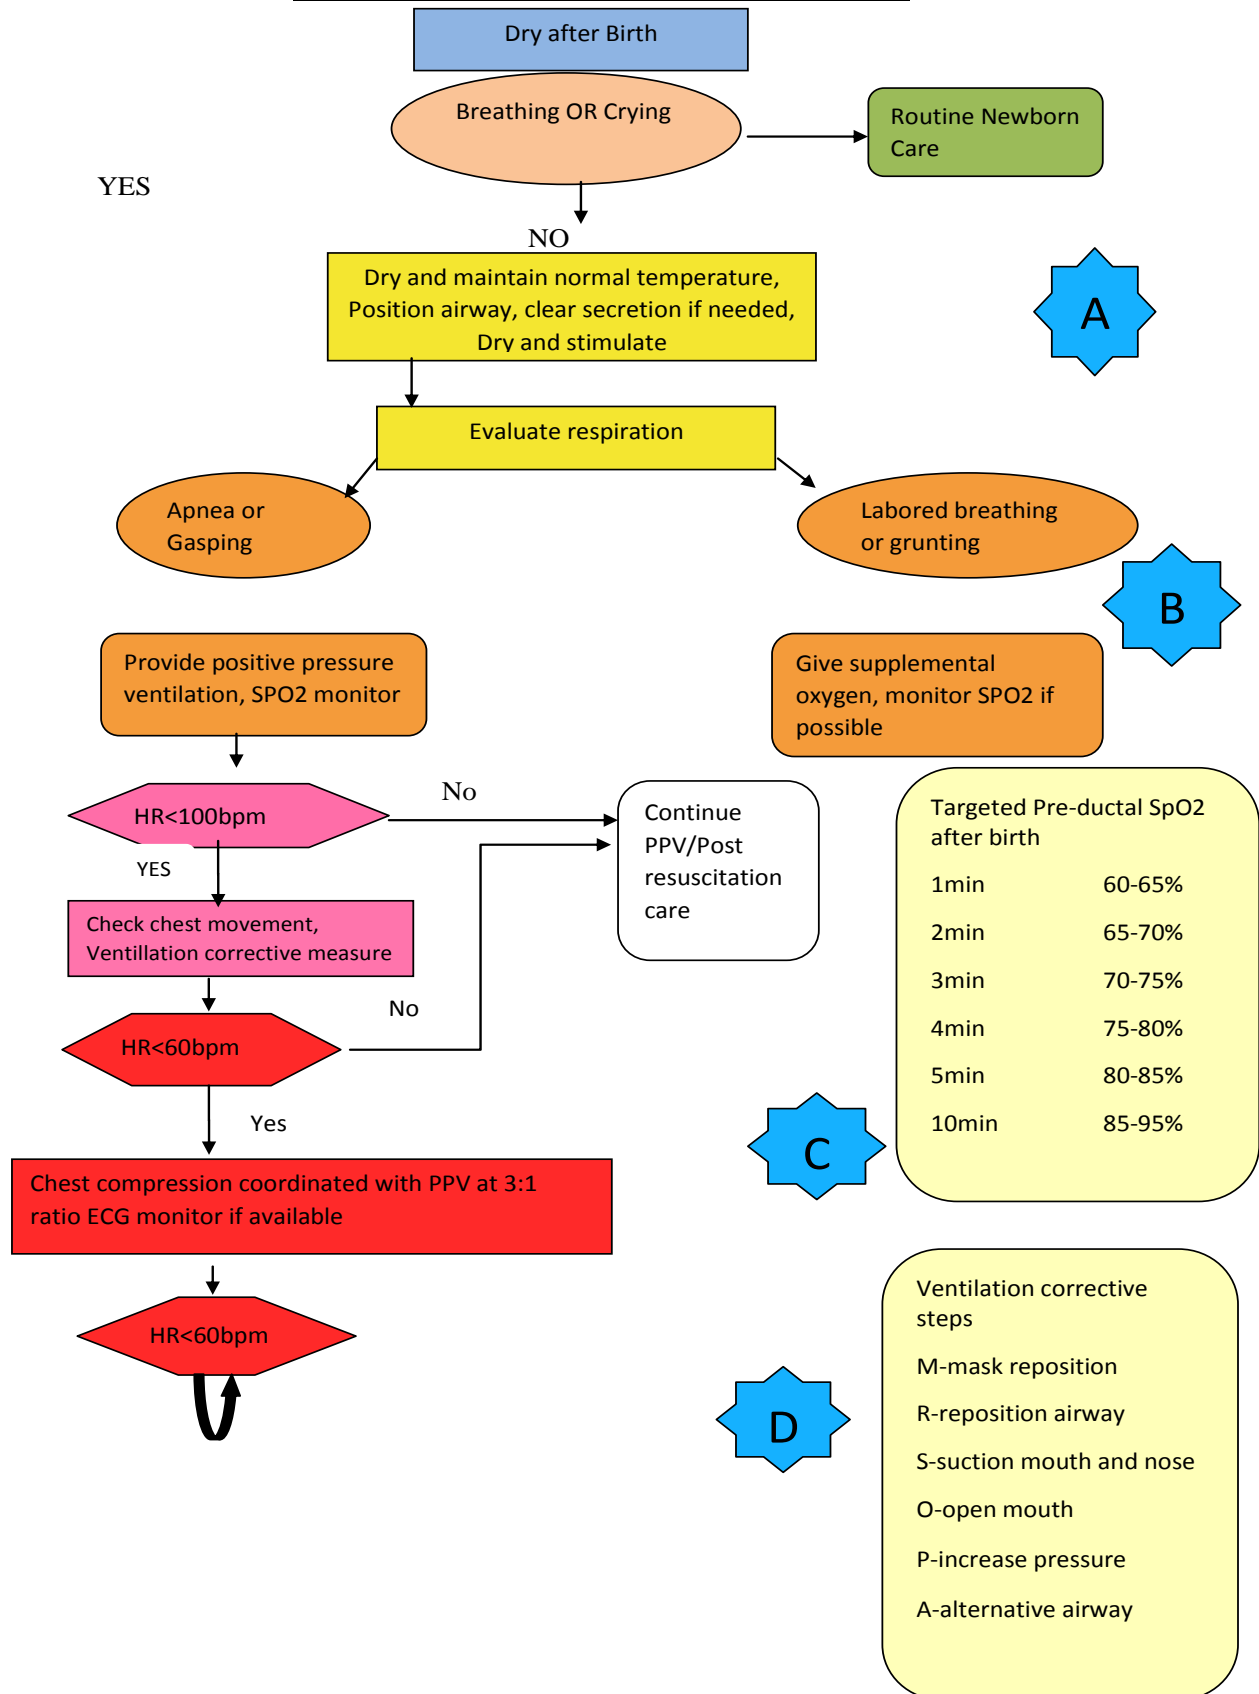 Dry after Birth
Breathing OR Crying
Routine Newborn
Care
YES
NO
Dry and maintain normal temperature,
Position airway, clear secretion if needed,
Dry and stimulate
A
Evaluate respiration
Apnea or
Gasping
Labored breathing
or grunting
B
Provide positive pressure
ventilation, SPO2 monitor
Give supplemental
oxygen, monitor SPO2 if
possible
HR<100bpm
No
Continue
PPV/Post
resuscitation
care
YES
Check chest movement,
Ventillation corrective measure
No
HR<60bpm
Yes
Targeted Pre-ductal SpO2
after birth
1min 60-65%
2min 65-70%
3min 70-75%
4min 75-80%
5min 80-85%
10min 85-95%
C
Chest compression coordinated with PPV at 3:1
ratio ECG monitor if available
HR<60bpm
D
Ventilation corrective
steps
M-mask reposition
R-reposition airway
S-suction mouth and nose
O-open mouth
P-increase pressure
A-alternative airway